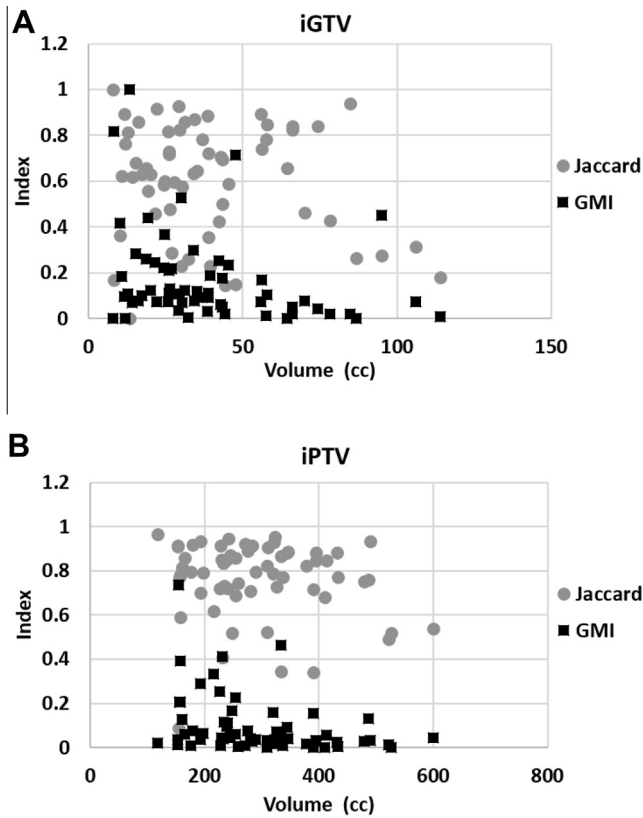 A
iGTV
1.2
1
0.8
0.6
0.4
0.2
0
Index
0 50 100 150
Volume (cc)
Jaccard
GMI
B
iPTV
1.2
1
0.8
0.6
0.4
0.2
0
Index
0 200 400 600 800
Volume (cc)
Jaccard
GMI